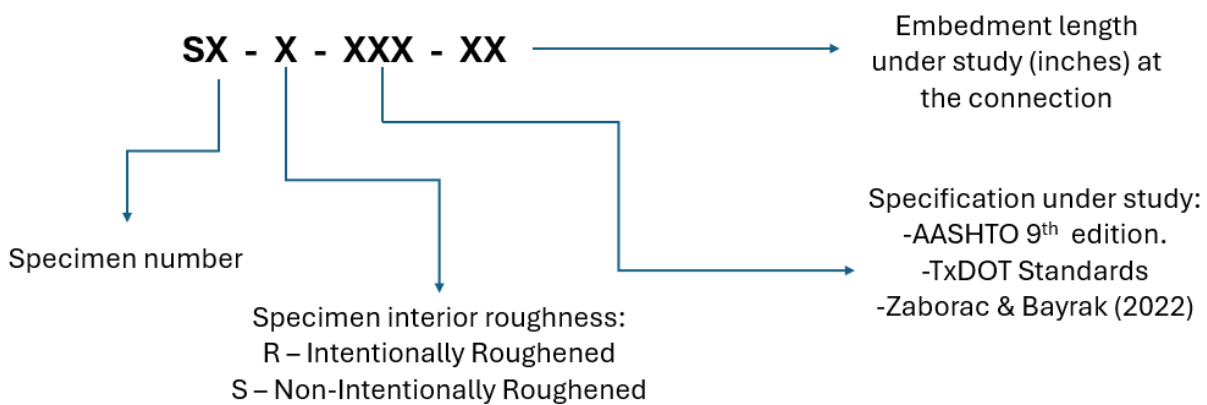 SX - X - XXX - XX
Embedment length
under study (inches) at
the connection
Specification under study:
-AASHTO 9th edition.
-TxDOT Standards
-Zaborac & Bayrak (2022)
Specimen number
Specimen interior roughness:
R – Intentionally Roughened
S – Non-Intentionally Roughened